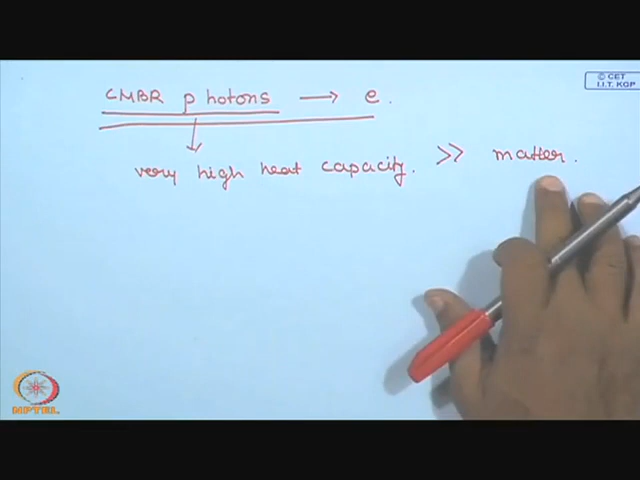 © CET
I.I.T. KGP
CMBR photons → e.
very high heat capacity. >> matter.
NPTEL